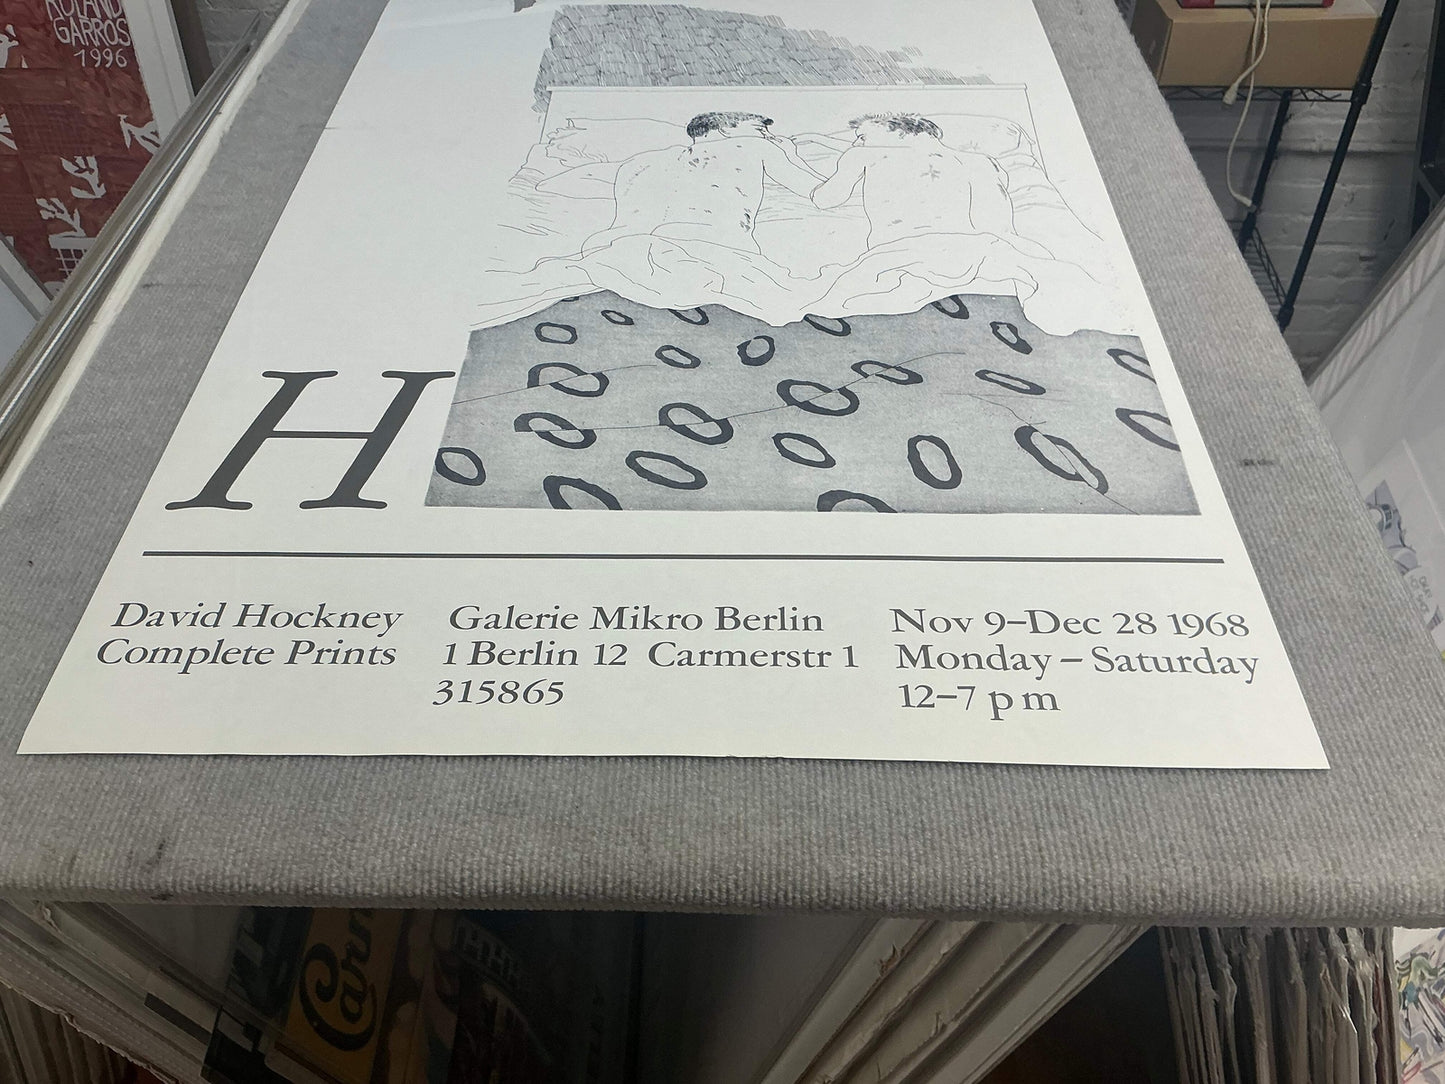 ROLAND
GARROS
1996
H
David Hockney
Complete Prints
Galerie Mikro Berlin
1 Berlin 12 Carmerstr 1
315865
Nov 9–Dec 28 1968
Monday – Saturday
12–7 p m